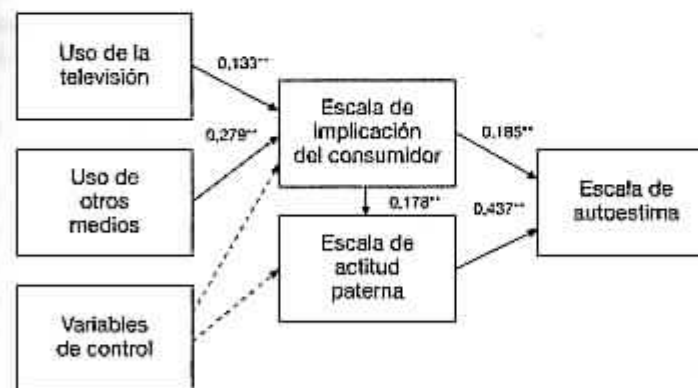 Uso de la
televisión
0,133**
Escala de
implicación
del consumidor
0,279**
Uso de
otros
medios
0,185**
Escala de
autoestima
0,178**
0,437**
Escala de
actitud
paterna
Variables
de control